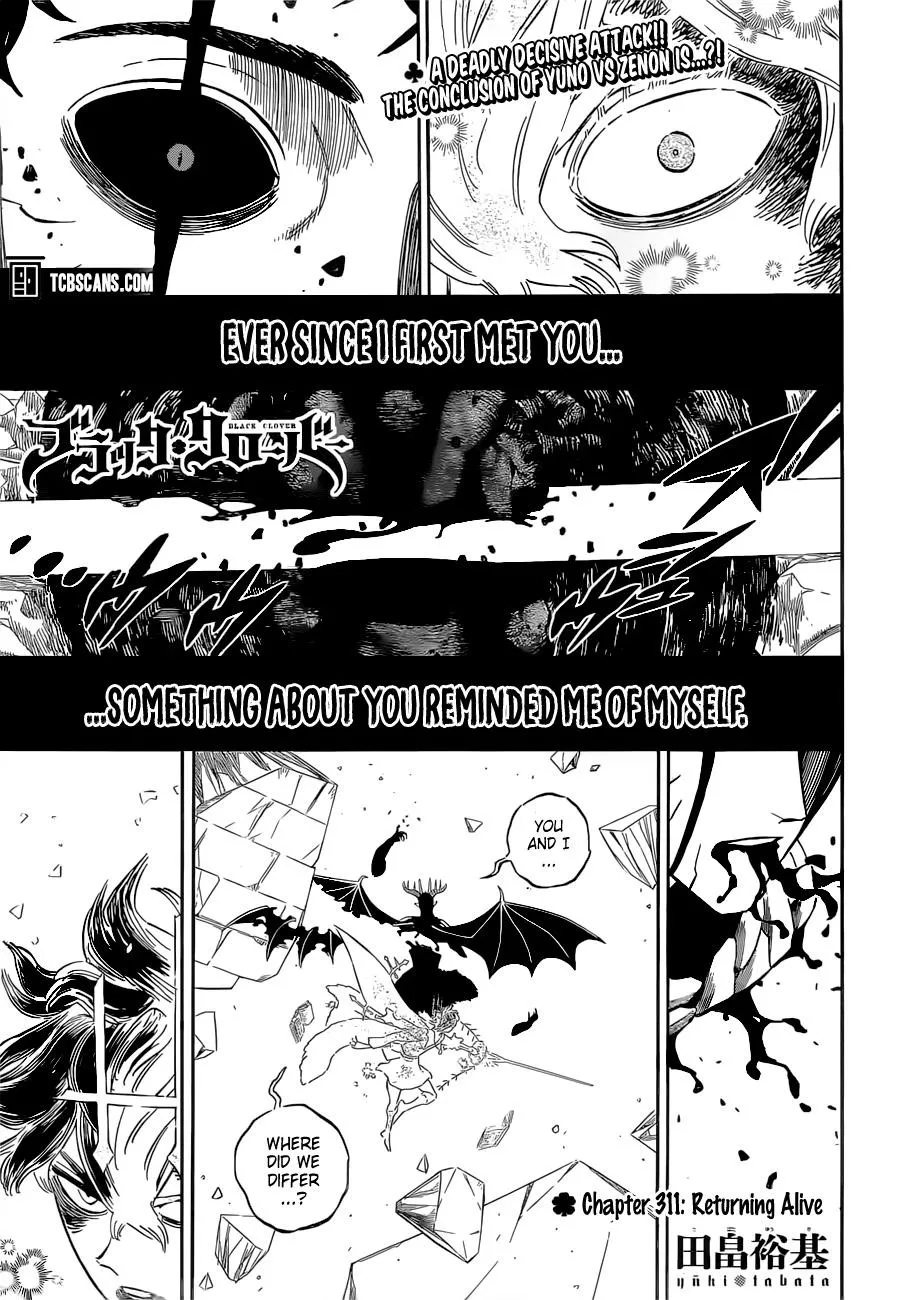 A DEADLY DECISIVE ATTACK!!
THE CONCLUSION OF YUNO VS ZENON IS...?!
TCBSCANS.COM
EVER SINCE I FIRST MET YOU...
BLACK CLOVER
ブラック・クローバー
...SOMETHING ABOUT YOU REMINDED ME OF MYSELF.
YOU
AND I
...
WHERE
DID WE
DIFFER
...?
Chapter 311: Returning Alive
田畠裕基
yūki tabata